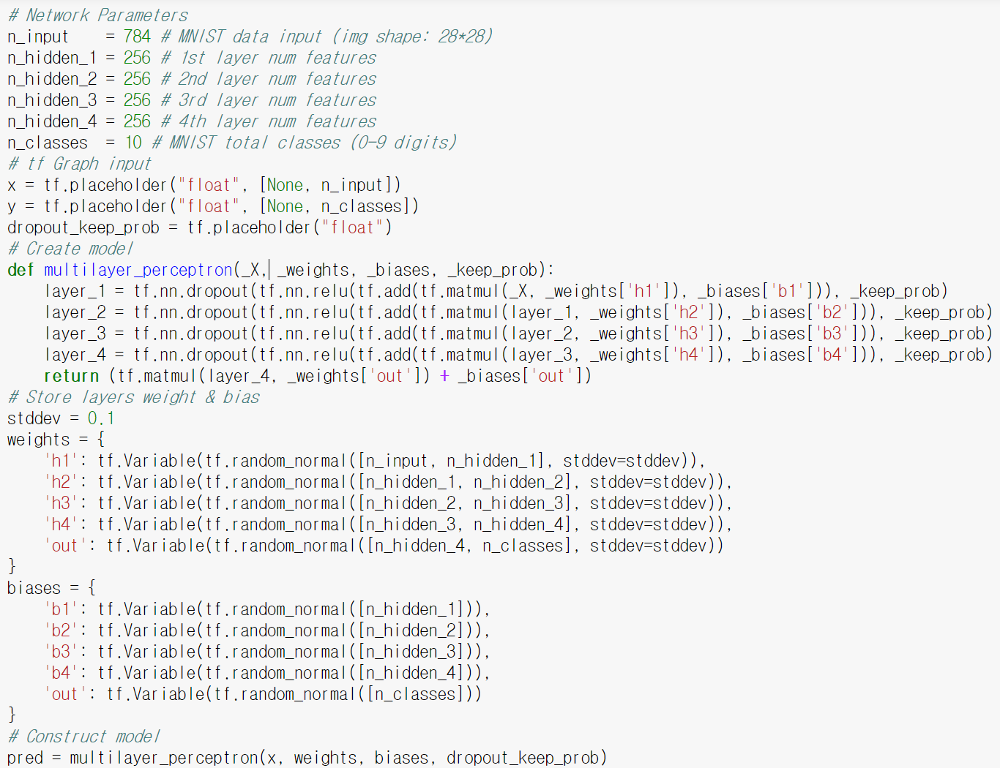 # Network Parameters
n_input    = 784 # MNIST data input (img shape: 28*28)
n_hidden_1 = 256 # 1st layer num features
n_hidden_2 = 256 # 2nd layer num features
n_hidden_3 = 256 # 3rd layer num features
n_hidden_4 = 256 # 4th layer num features
n_classes  = 10 # MNIST total classes (0-9 digits)
# tf Graph input
x = tf.placeholder("float", [None, n_input])
y = tf.placeholder("float", [None, n_classes])
dropout_keep_prob = tf.placeholder("float")
# Create model
def multilayer_perceptron(_X, _weights, _biases, _keep_prob):
    layer_1 = tf.nn.dropout(tf.nn.relu(tf.add(tf.matmul(_X, _weights['h1']), _biases['b1'])), _keep_prob)
    layer_2 = tf.nn.dropout(tf.nn.relu(tf.add(tf.matmul(layer_1, _weights['h2']), _biases['b2'])), _keep_prob)
    layer_3 = tf.nn.dropout(tf.nn.relu(tf.add(tf.matmul(layer_2, _weights['h3']), _biases['b3'])), _keep_prob)
    layer_4 = tf.nn.dropout(tf.nn.relu(tf.add(tf.matmul(layer_3, _weights['h4']), _biases['b4'])), _keep_prob)
    return (tf.matmul(layer_4, _weights['out']) + _biases['out'])
# Store layers weight & bias
stddev = 0.1
weights = {
    'h1': tf.Variable(tf.random_normal([n_input, n_hidden_1], stddev=stddev)),
    'h2': tf.Variable(tf.random_normal([n_hidden_1, n_hidden_2], stddev=stddev)),
    'h3': tf.Variable(tf.random_normal([n_hidden_2, n_hidden_3], stddev=stddev)),
    'h4': tf.Variable(tf.random_normal([n_hidden_3, n_hidden_4], stddev=stddev)),
    'out': tf.Variable(tf.random_normal([n_hidden_4, n_classes], stddev=stddev))
}
biases = {
    'b1': tf.Variable(tf.random_normal([n_hidden_1])),
    'b2': tf.Variable(tf.random_normal([n_hidden_2])),
    'b3': tf.Variable(tf.random_normal([n_hidden_3])),
    'b4': tf.Variable(tf.random_normal([n_hidden_4])),
    'out': tf.Variable(tf.random_normal([n_classes]))
}
# Construct model
pred = multilayer_perceptron(x, weights, biases, dropout_keep_prob)